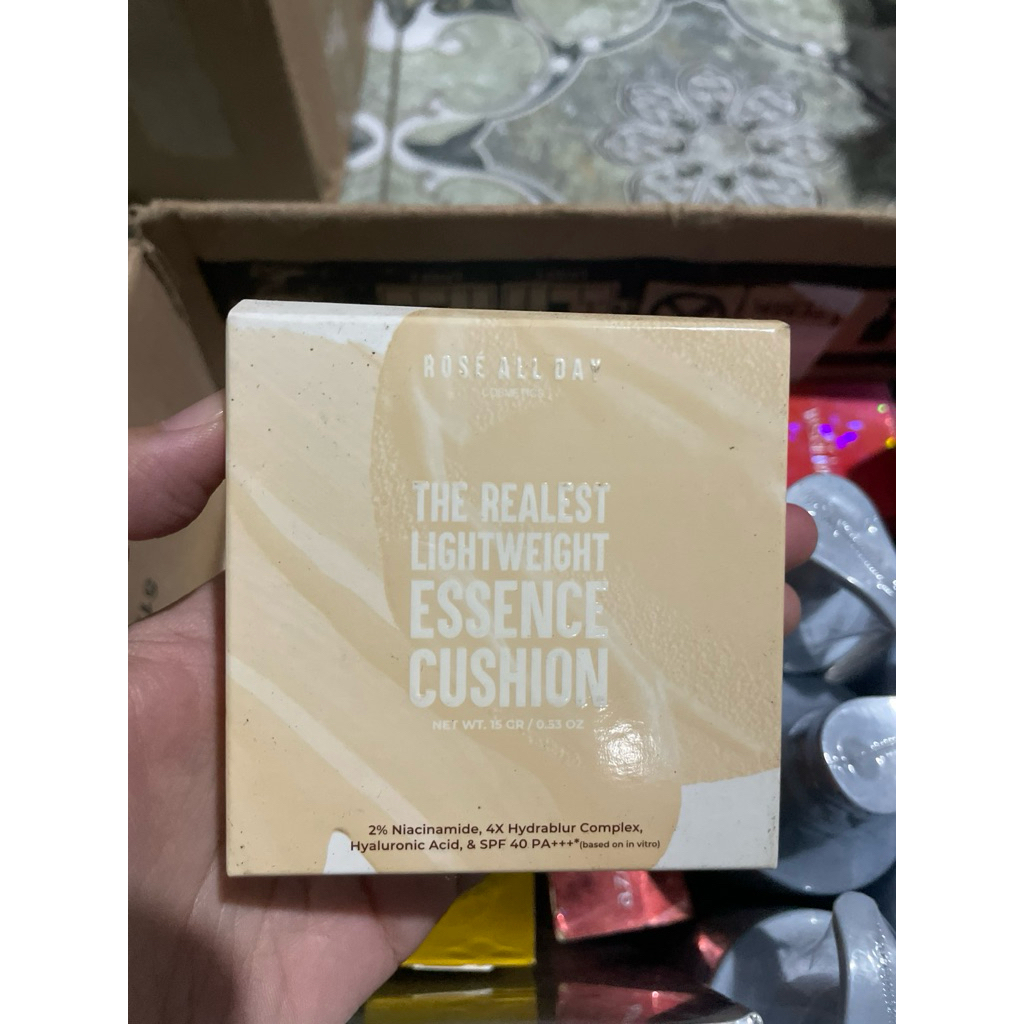 ROSÉ ALL DAY
COSMETICS
THE REALEST
LIGHTWEIGHT
ESSENCE
CUSHION
NET WT. 15 GR / 0.53 OZ
2% Niacinamide, 4X Hydrablur Complex,
Hyaluronic Acid, & SPF 40 PA+++*(based on in vitro)